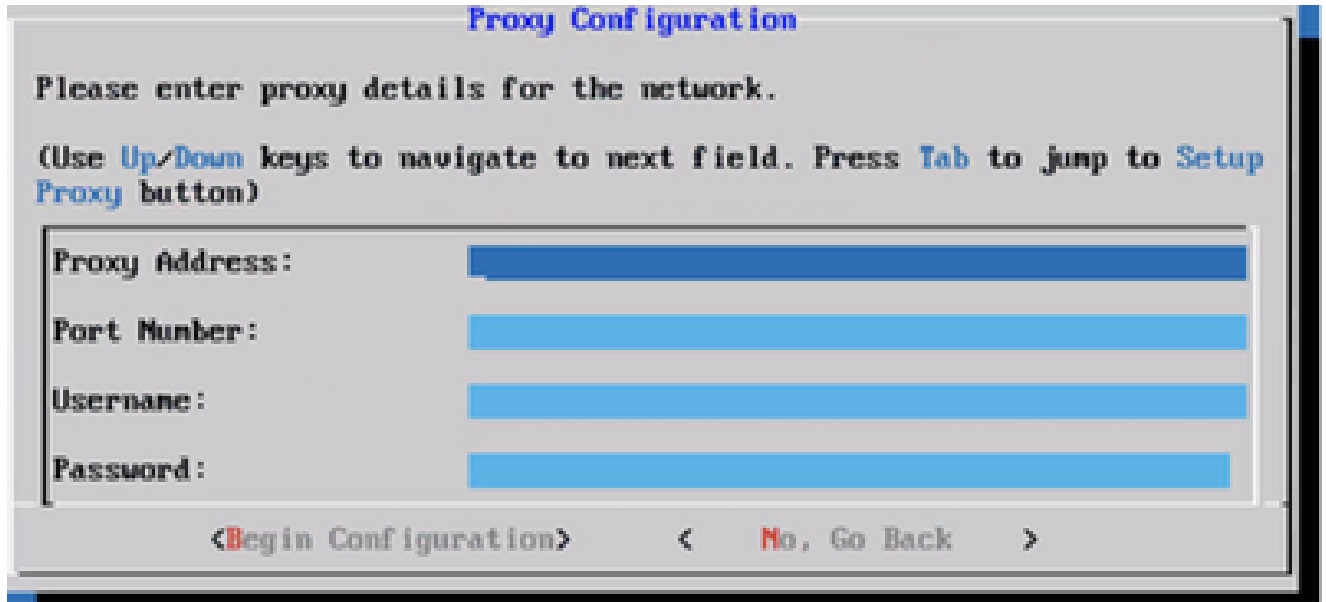 Proxy Configuration
Please enter proxy details for the network.
(Use Up/Down keys to navigate to next field. Press Tab to jump to Setup
Proxy button)
Proxy Address:
Port Number:
Username:
Password:
<Begin Configuration> < No, Go Back >